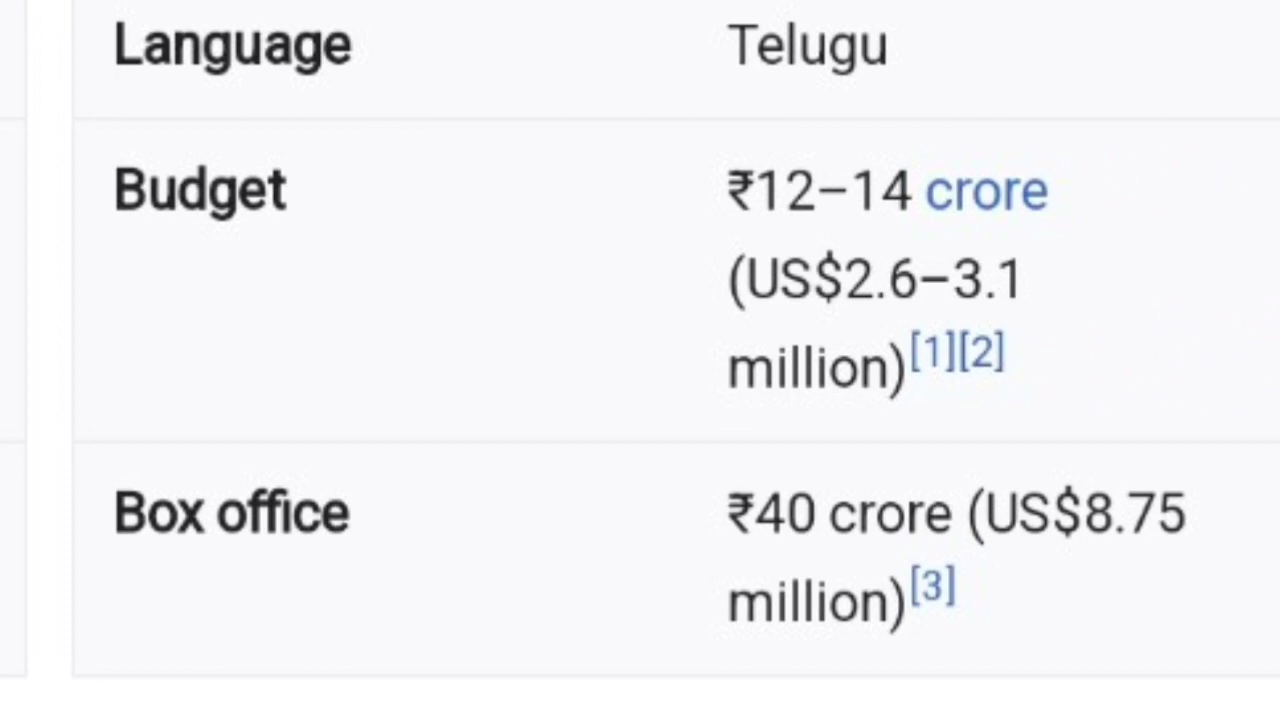 Language Telugu
Budget ₹12–14 crore
(US$2.6–3.1
million)[1][2]
Box office ₹40 crore (US$8.75
million)[3]